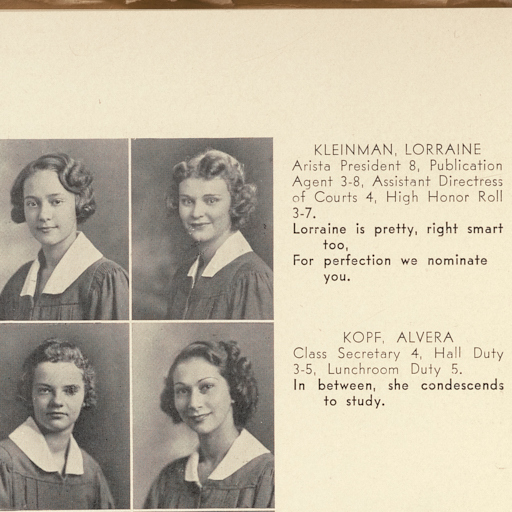 KLEINMAN, LORRAINE
Arista President 8, Publication
Agent 3-8, Assistant Directress
of Courts 4, High Honor Roll
3-7.
Lorraine is pretty, right smart
too,
For perfection we nominate
you.
KOPF, ALVERA
Class Secretary 4, Hall Duty
3-5, Lunchroom Duty 5.
In between, she condescends
to study.